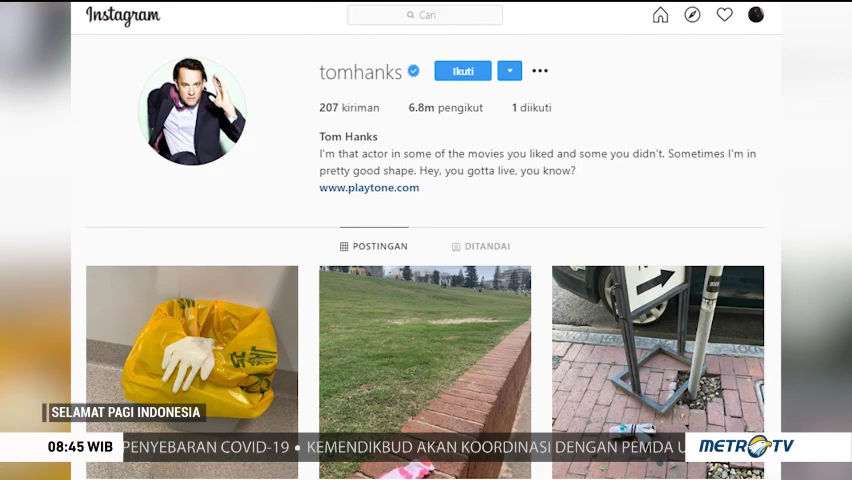 Instagram
Cari
tomhanks
Ikuti
207 kiriman
6.8m pengikut
1 diikuti
Tom Hanks
I'm that actor in some of the movies you liked and some you didn't. Sometimes I'm in
pretty good shape. Hey, you gotta live, you know?
www.playtone.com
POSTINGAN
DITANDAI
SELAMAT PAGI INDONESIA
08:45 WIB
PENYEBARAN COVID-19 • KEMENDIKBUD AKAN KOORDINASI DENGAN PEMDA
METRO TV